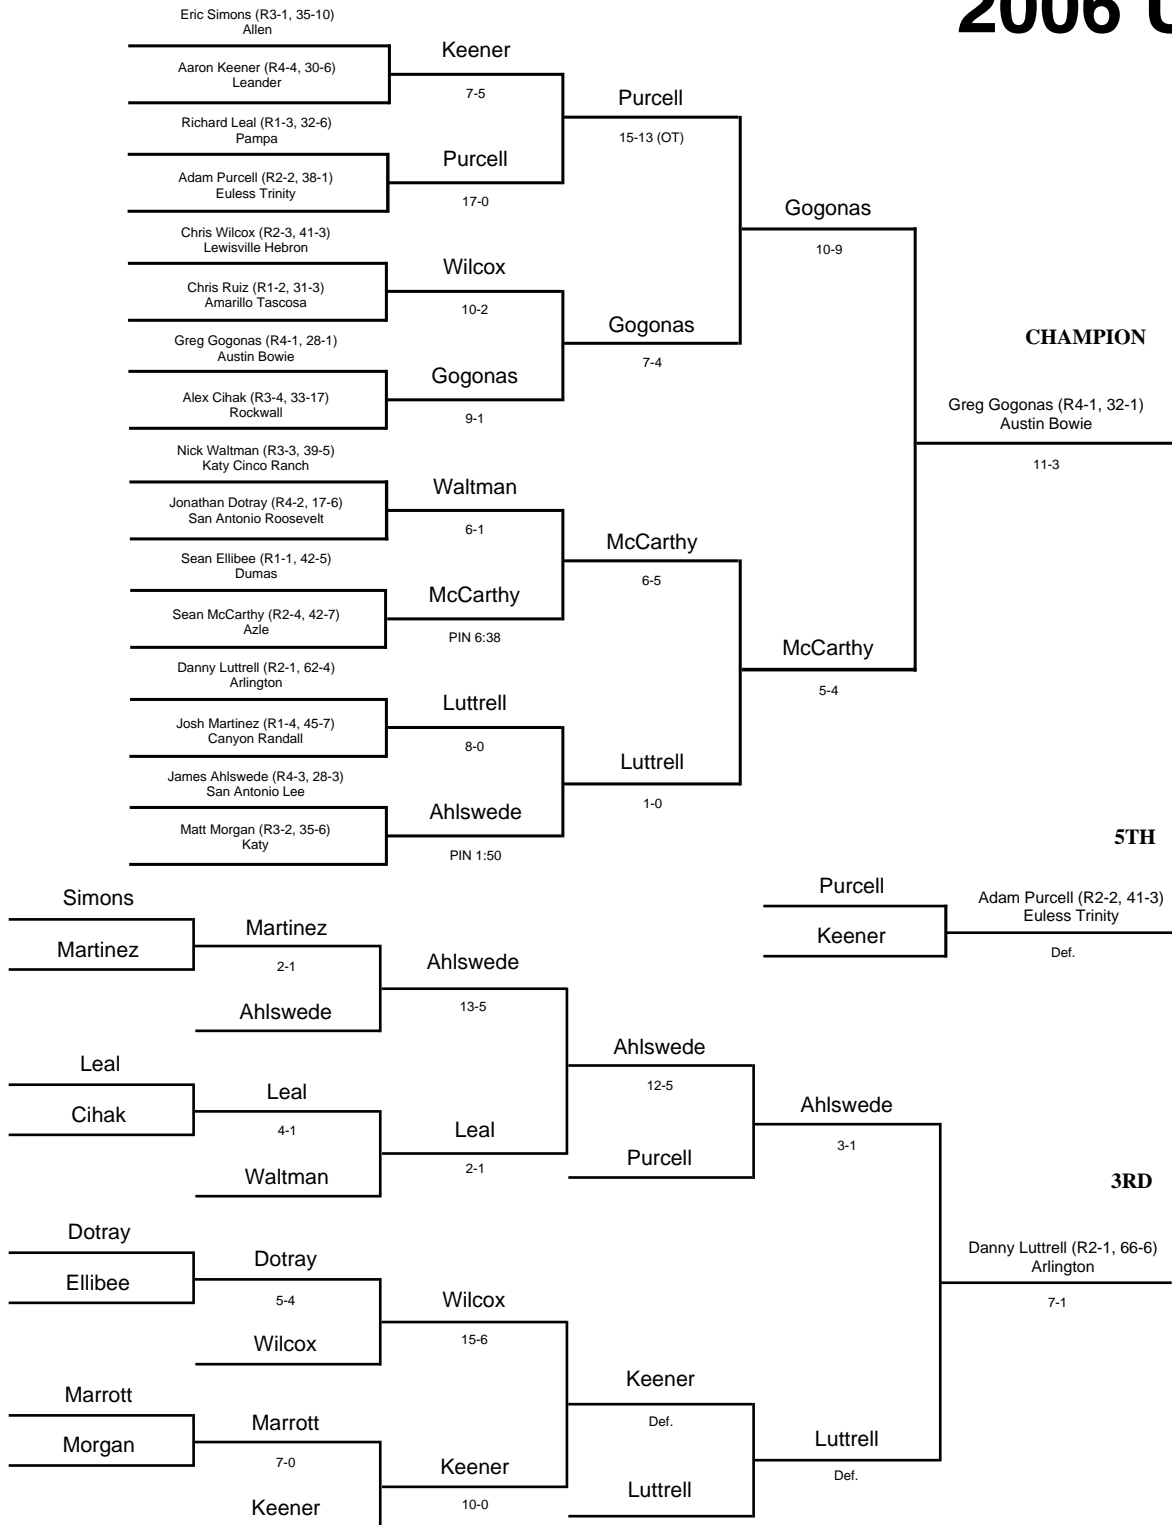 2006 U
Eric Simons (R3-1, 35-10)
Allen
Aaron Keener (R4-4, 30-6)
Leander
Richard Leal (R1-3, 32-6)
Pampa
Adam Purcell (R2-2, 38-1)
Euless Trinity
Chris Wilcox (R2-3, 41-3)
Lewisville Hebron
Chris Ruiz (R1-2, 31-3)
Amarillo Tascosa
Greg Gogonas (R4-1, 28-1)
Austin Bowie
Alex Cihak (R3-4, 33-17)
Rockwall
Nick Waltman (R3-3, 39-5)
Katy Cinco Ranch
Jonathan Dotray (R4-2, 17-6)
San Antonio Roosevelt
Sean Ellibee (R1-1, 42-5)
Dumas
Sean McCarthy (R2-4, 42-7)
Azle
Danny Luttrell (R2-1, 62-4)
Arlington
Josh Martinez (R1-4, 45-7)
Canyon Randall
James Ahlswede (R4-3, 28-3)
San Antonio Lee
Matt Morgan (R3-2, 35-6)
Katy
Keener
7-5
Purcell
17-0
Wilcox
10-2
Gogonas
9-1
Waltman
6-1
McCarthy
PIN 6:38
Luttrell
8-0
Ahlswede
PIN 1:50
Purcell
15-13 (OT)
Gogonas
7-4
McCarthy
6-5
Luttrell
1-0
Gogonas
10-9
McCarthy
5-4
CHAMPION
Greg Gogonas (R4-1, 32-1)
Austin Bowie
11-3
5TH
Purcell
Keener
Adam Purcell (R2-2, 41-3)
Euless Trinity
Def.
Simons
Martinez
Leal
Cihak
Dotray
Ellibee
Marrott
Morgan
Martinez
2-1
Ahlswede
Leal
4-1
Waltman
Dotray
5-4
Wilcox
Marrott
7-0
Keener
Ahlswede
13-5
Leal
2-1
Wilcox
15-6
Keener
10-0
Ahlswede
12-5
Purcell
Keener
Def.
Luttrell
Ahlswede
3-1
Luttrell
Def.
3RD
Danny Luttrell (R2-1, 66-6)
Arlington
7-1